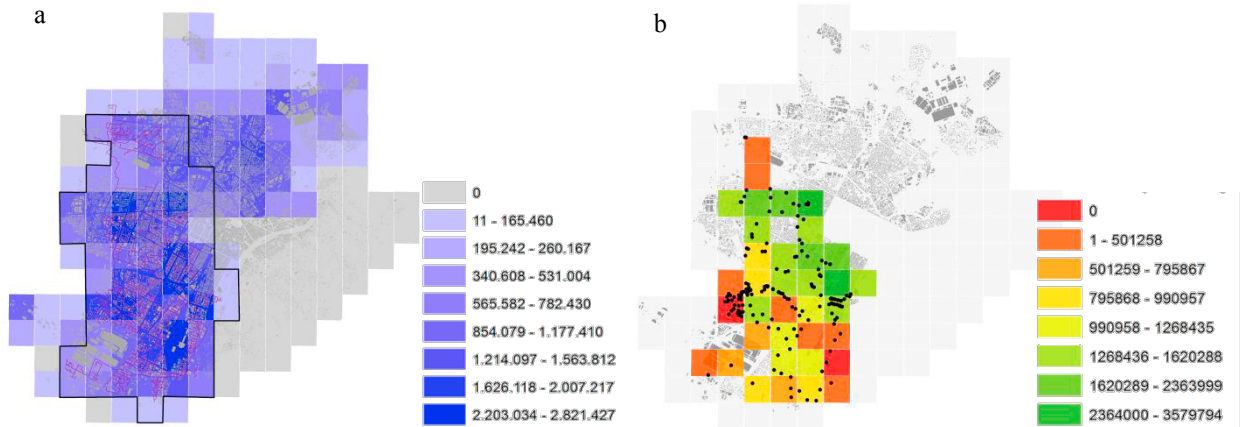 a
b
0
11 - 165.460
195.242 - 260.167
340.608 - 531.004
565.582 - 782.430
854.079 - 1.177.410
1.214.097 - 1.563.812
1.626.118 - 2.007.217
2.203.034 - 2.821.427
0
1 - 501258
501259 - 795867
795868 - 990957
990958 - 1268435
1268436 - 1620288
1620289 - 2363999
2364000 - 3579794